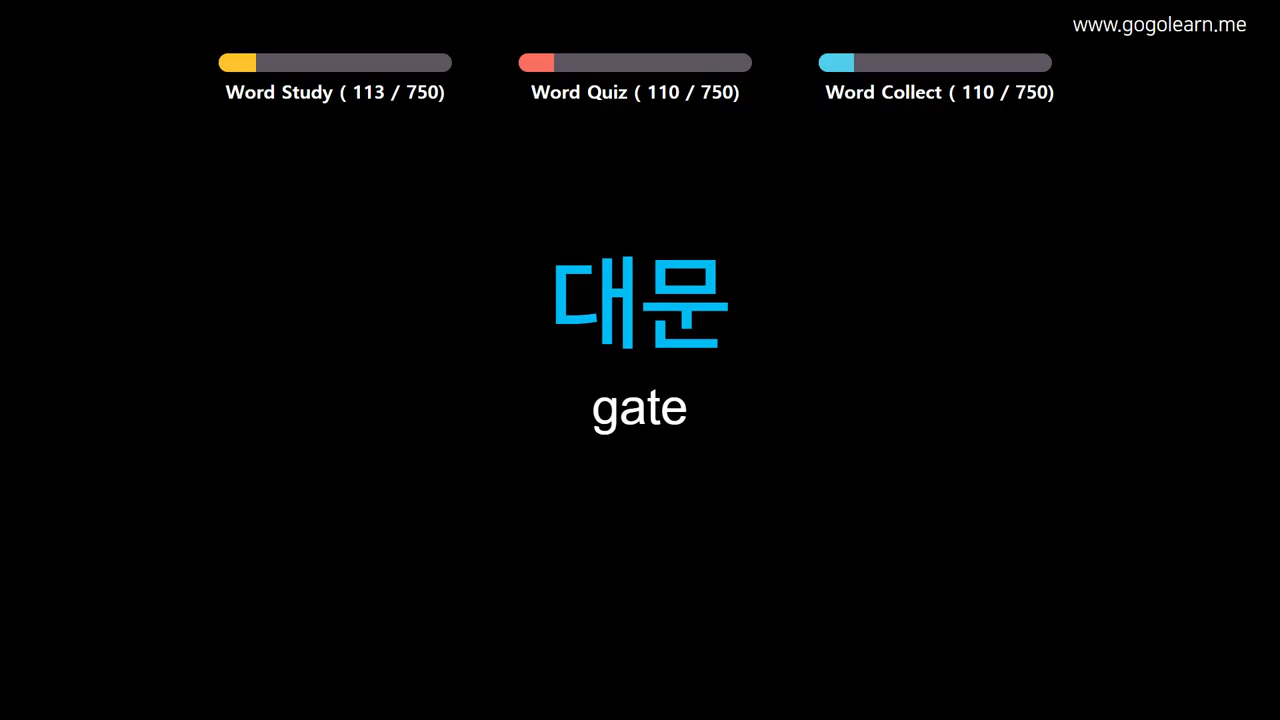 www.gogolearn.me
Word Study ( 113 / 750)
Word Quiz ( 110 / 750)
Word Collect ( 110 / 750)
대문
gate